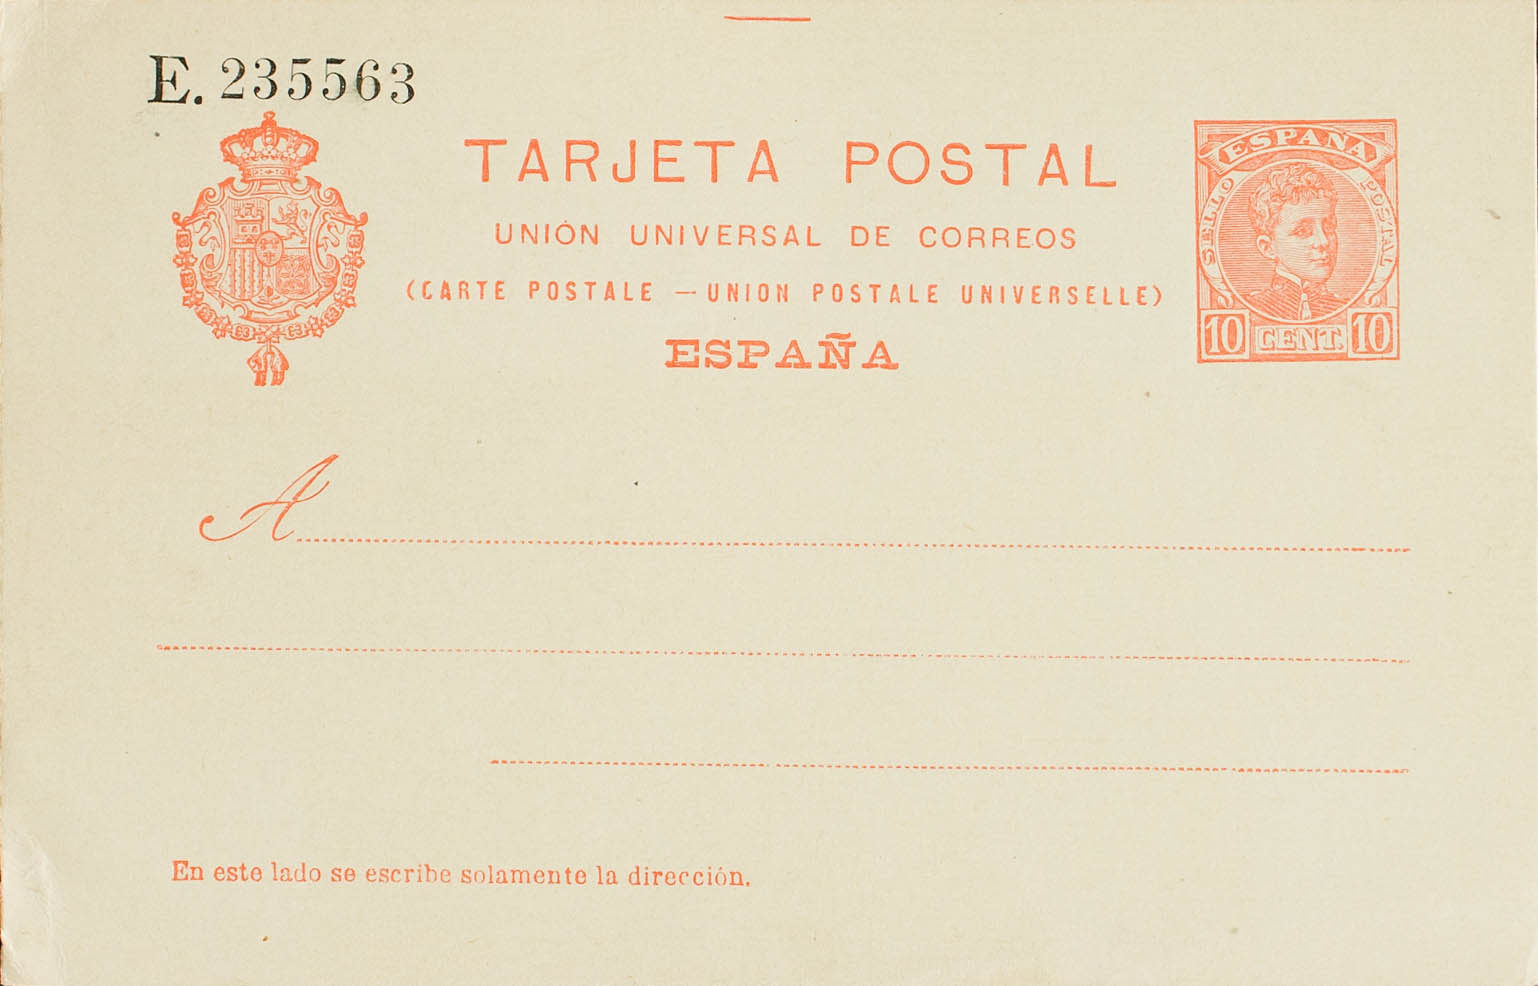 E. 235563
TARJETA POSTAL
UNIÓN UNIVERSAL DE CORREOS
(CARTE POSTALE — UNION POSTALE UNIVERSELLE)
ESPAÑA
ESPAÑA
SELLO POSTAL
10 CENT. 10
A
En este lado se escribe solamente la dirección.